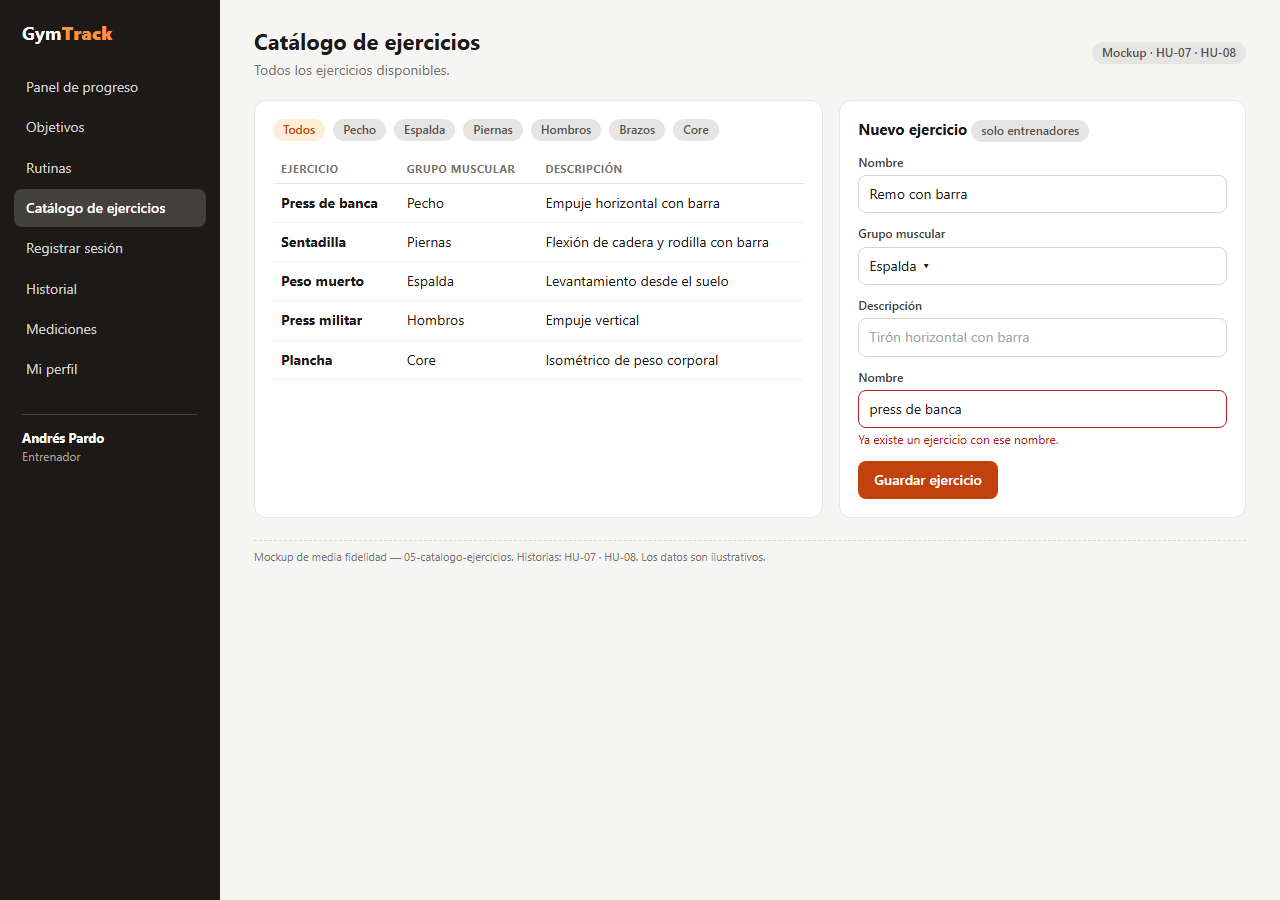 GymTrack
Panel de progreso
Objetivos
Rutinas
Catálogo de ejercicios
Registrar sesión
Historial
Mediciones
Mi perfil
Andrés Pardo
Entrenador
Catálogo de ejercicios
Todos los ejercicios disponibles.
Mockup · HU-07 · HU-08
Todos Pecho Espalda Piernas Hombros Brazos Core
EJERCICIO GRUPO MUSCULAR DESCRIPCIÓN
Press de banca Pecho Empuje horizontal con barra
Sentadilla Piernas Flexión de cadera y rodilla con barra
Peso muerto Espalda Levantamiento desde el suelo
Press militar Hombros Empuje vertical
Plancha Core Isométrico de peso corporal
Nuevo ejercicio solo entrenadores
Nombre
Remo con barra
Grupo muscular
Espalda ▾
Descripción
Tirón horizontal con barra
Nombre
press de banca
Ya existe un ejercicio con ese nombre.
Guardar ejercicio
Mockup de media fidelidad — 05-catalogo-ejercicios. Historias: HU-07 · HU-08. Los datos son ilustrativos.